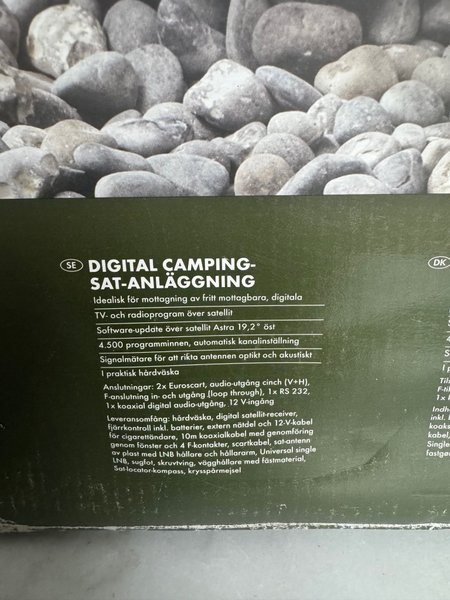 SE DIGITAL CAMPING-
SAT-ANLÄGGNING
Idealisk för mottagning av fritt mottagbara, digitala
TV- och radioprogram över satellit
Software-update över satellit Astra 19,2° öst
4.500 programminnen, automatisk kanalinställning
Signalmätare för att rikta antennen optikt och akustiskt
I praktisk hårdväska
Anslutningar: 2x Euroscart, audio-utgång cinch (V+H),
F-anslutning in- och utgång (loop through), 1x RS 232,
1x koaxial digital audio-utgång, 12 V-ingång
Leveransomfång: hårdväska, digital satellit-receiver,
fjärrkontroll inkl. batterier, extern nätdel och 12-V-kabel
för cigarettändare, 10m koaxialkabel med genomföring
genom fönster och 4 F-kontakter, scartkabel, sat-antenn
av plast med LNB hållare och hållararm, Universal single
LNB, sugfot, skruvtving, vägghållare med fästmaterial,
Sat-locator-kompass, krysspårmejsel
DK